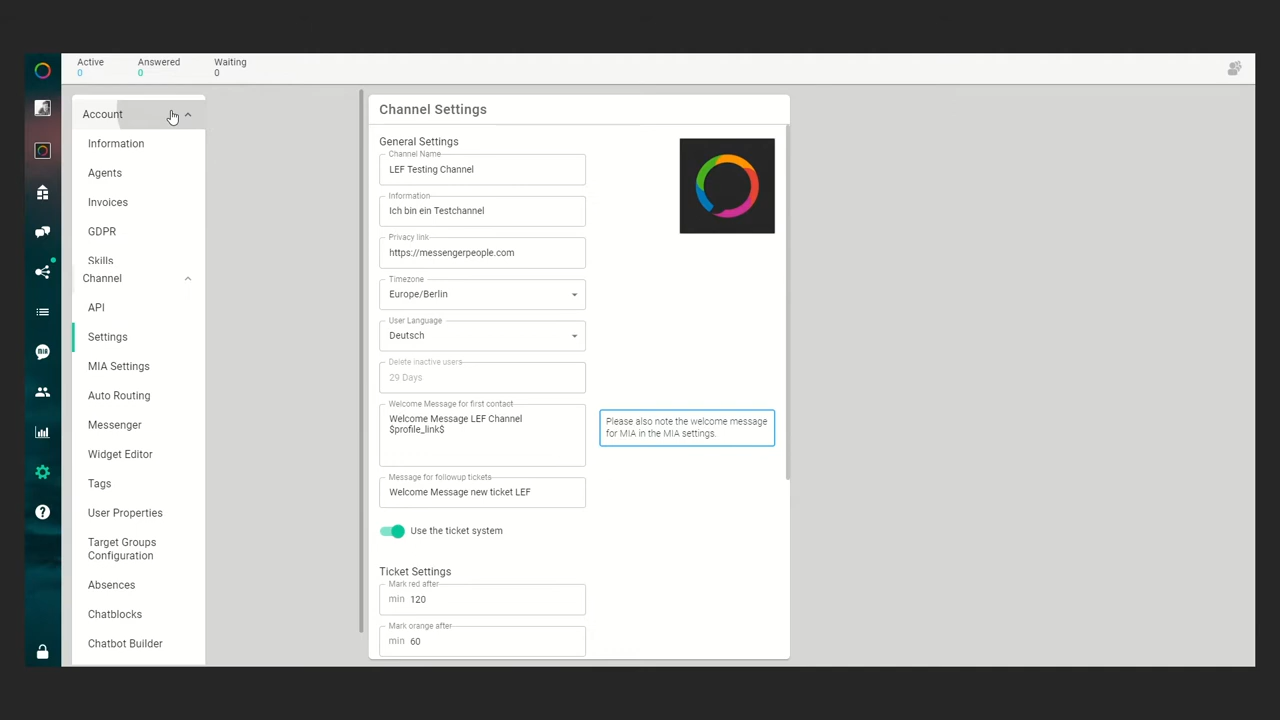 Active
0
Answered
0
Waiting
0
Account
Information
Agents
Invoices
GDPR
Skills
Channel
API
Settings
MIA Settings
Auto Routing
Messenger
Widget Editor
Tags
User Properties
Target Groups
Configuration
Absences
Chatblocks
Chatbot Builder
MIA
?
Channel Settings
General Settings
Channel Name
LEF Testing Channel
Information
Ich bin ein Testchannel
Privacy link
https://messengerpeople.com
Timezone
Europe/Berlin
User Language
Deutsch
Delete inactive users
29 Days
Welcome Message for first contact
Welcome Message LEF Channel
$profile_link$
Please also note the welcome message
for MIA in the MIA settings.
Message for followup tickets
Welcome Message new ticket LEF
Use the ticket system
Ticket Settings
Mark red after
min 120
Mark orange after
min 60